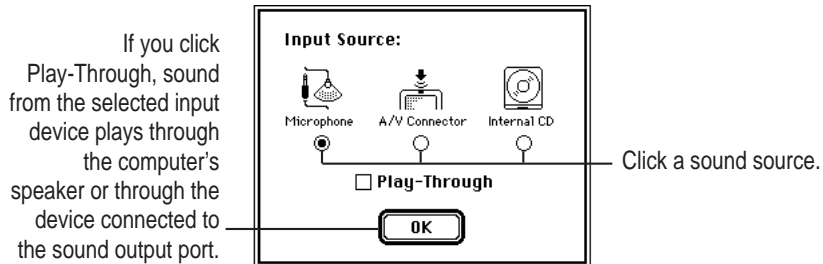 If you click
Play-Through, sound
from the selected input
device plays through
the computer's
speaker or through the
device connected to
the sound output port.
Input Source:
Microphone A/V Connector Internal CD
Play-Through
OK
Click a sound source.